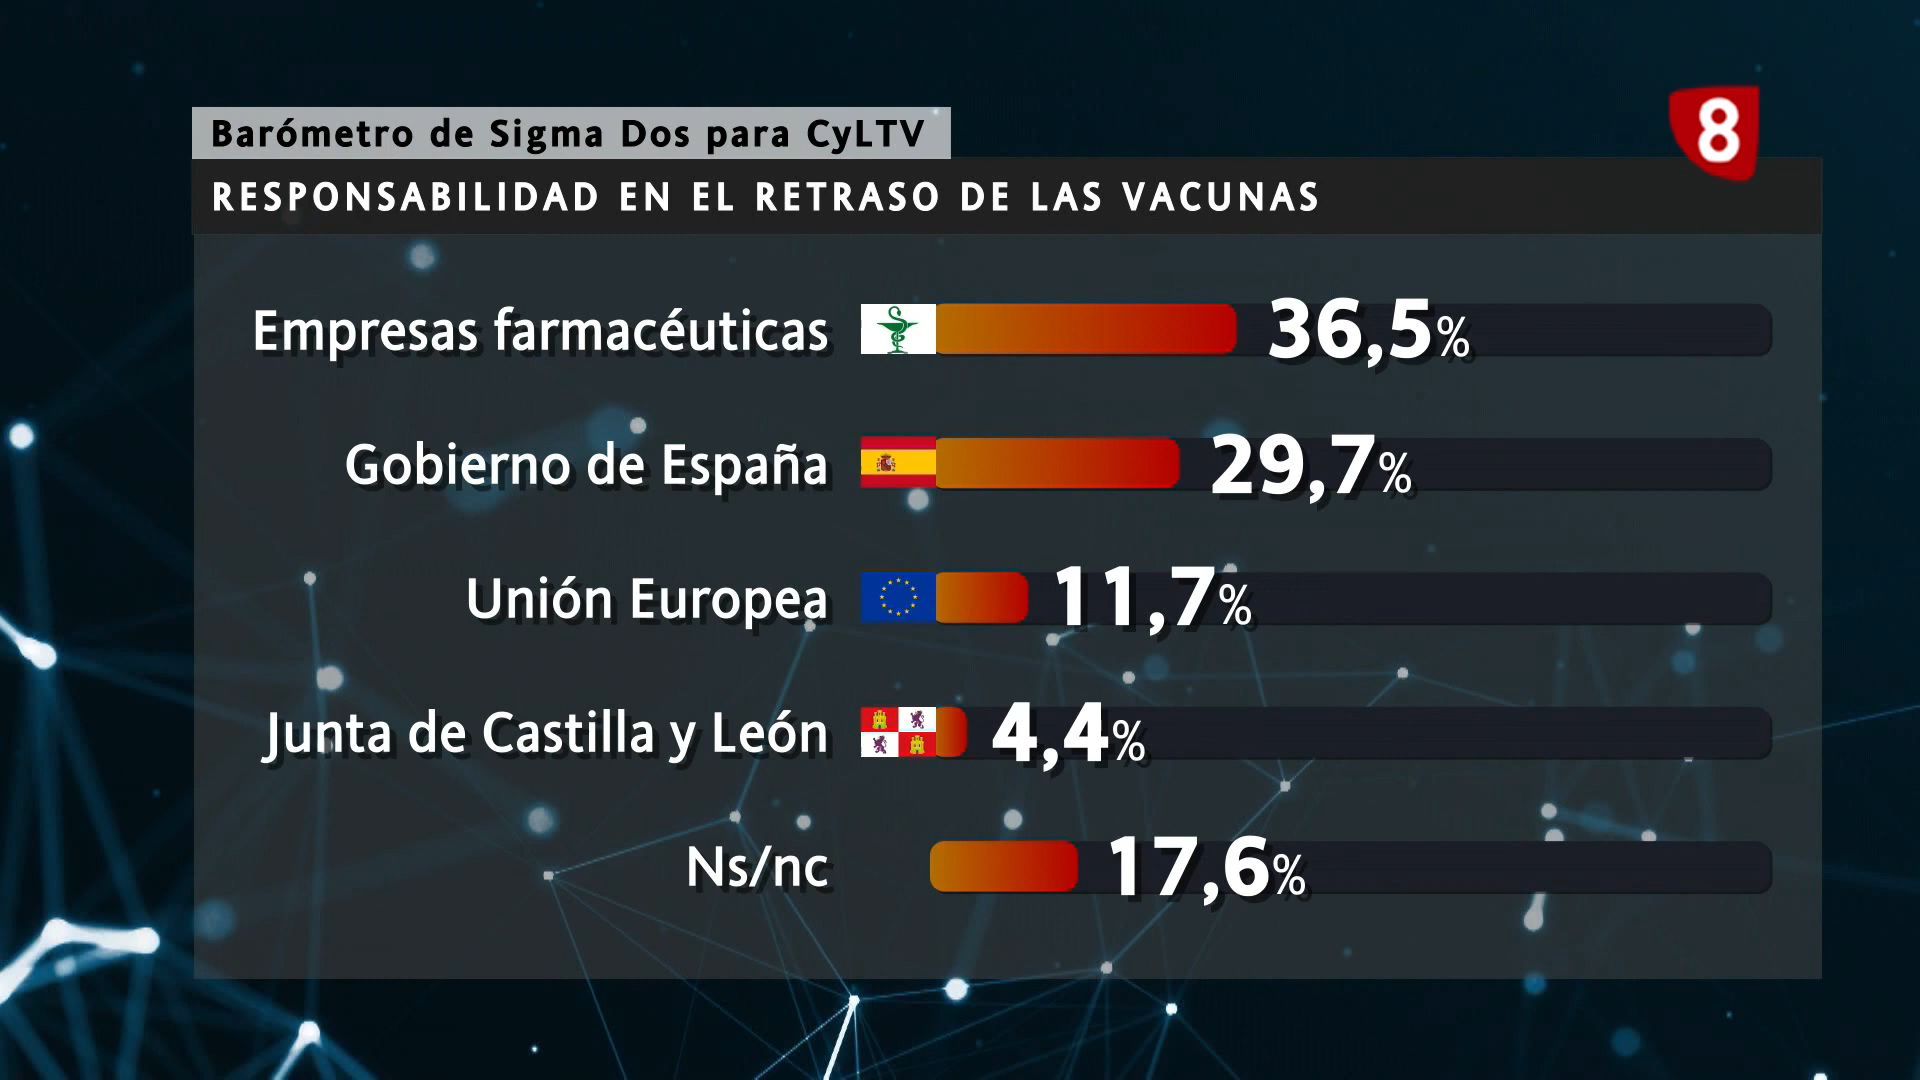 8
Barómetro de Sigma Dos para CyLTV
RESPONSABILIDAD EN EL RETRASO DE LAS VACUNAS
Empresas farmacéuticas 36,5%
Gobierno de España 29,7%
Unión Europea 11,7%
Junta de Castilla y León 4,4%
Ns/nc 17,6%